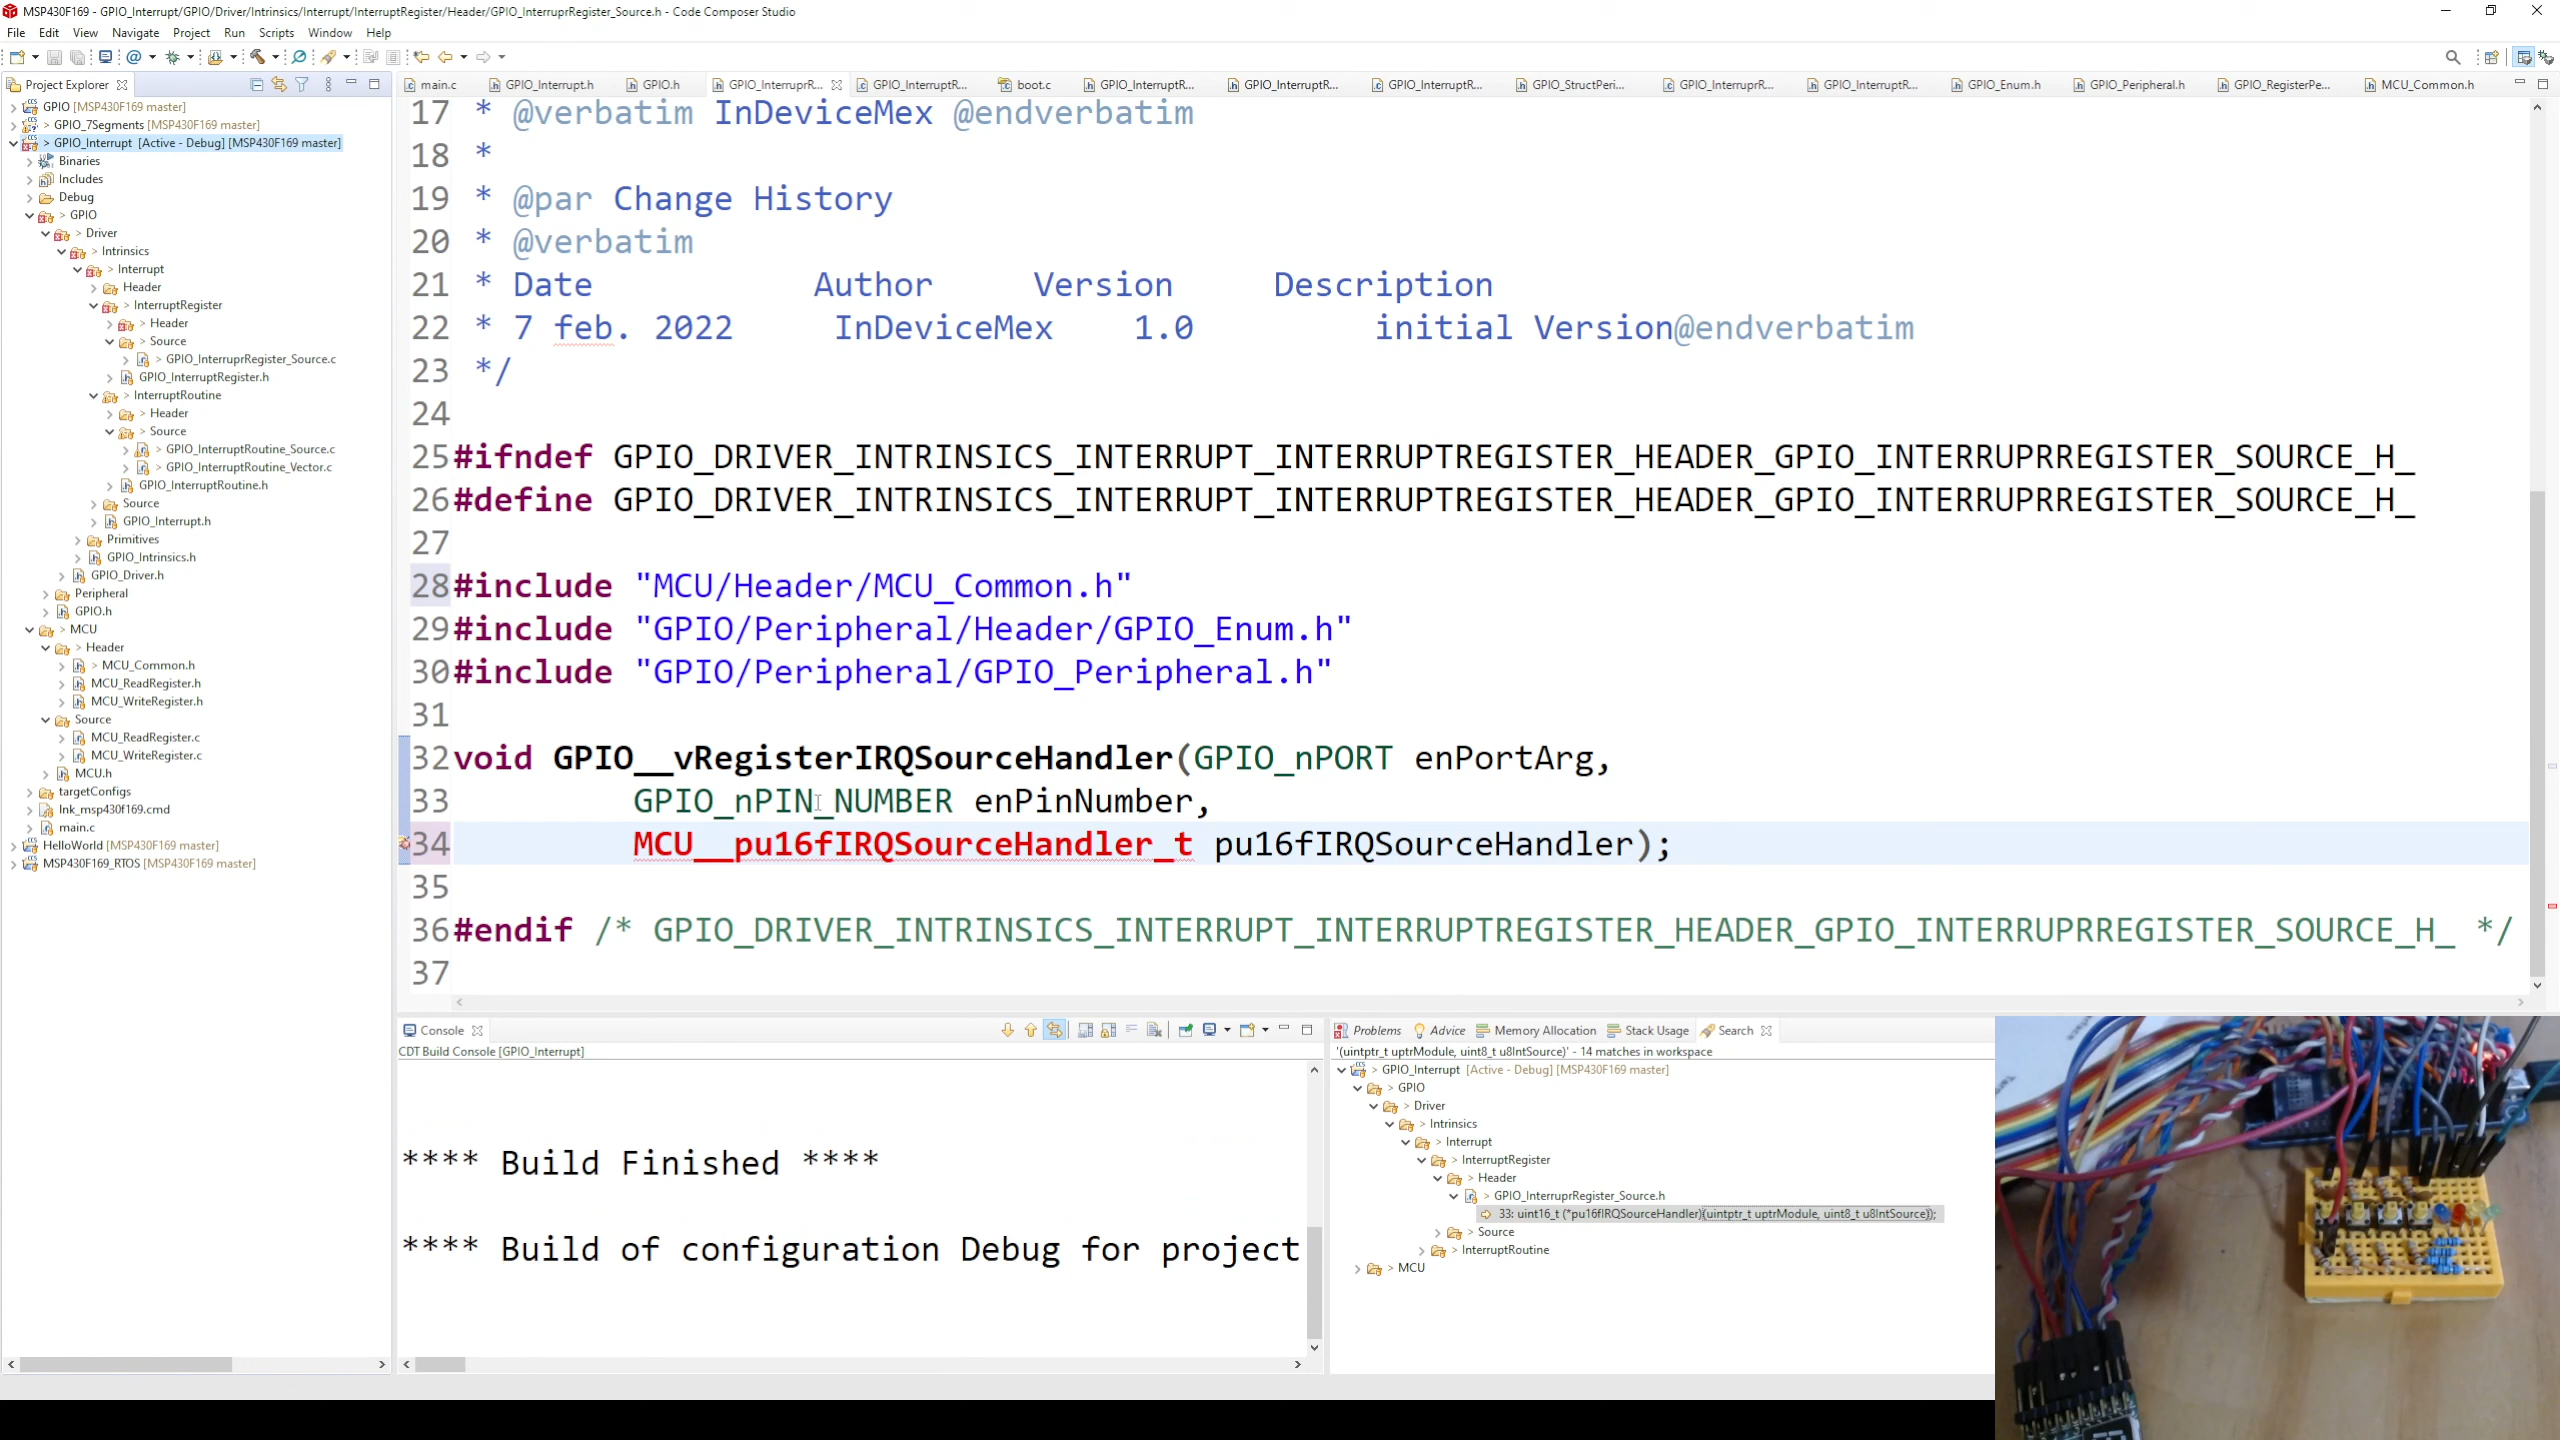 MSP430F169 - GPIO_Interrupt/GPIO/Driver/Intrinsics/Interrupt/InterruptRegister/Header/GPIO_InterruprRegister_Source.h - Code Composer Studio
File Edit View Navigate Project Run Scripts Window Help
Project Explorer
main.c GPIO_Interrupt.h GPIO.h GPIO_InterruprR... GPIO_InterruptR... boot.c GPIO_InterruptR... GPIO_InterruptR... GPIO_InterruptR... GPIO_StructPeri... GPIO_InterruprR... GPIO_InterruptR... GPIO_Enum.h GPIO_Peripheral.h GPIO_RegisterPe... MCU_Common.h
GPIO [MSP430F169 master]
> GPIO_7Segments [MSP430F169 master]
> GPIO_Interrupt [Active - Debug] [MSP430F169 master]
Binaries
Includes
Debug
> GPIO
> Driver
> Intrinsics
> Interrupt
> Header
> InterruptRegister
> Header
> Source
> GPIO_InterruprRegister_Source.c
GPIO_InterruptRegister.h
> InterruptRoutine
> Header
> Source
> GPIO_InterruptRoutine_Source.c
> GPIO_InterruptRoutine_Vector.c
GPIO_InterruptRoutine.h
> Source
GPIO_Interrupt.h
Primitives
GPIO_Intrinsics.h
GPIO_Driver.h
Peripheral
GPIO.h
> MCU
> Header
> MCU_Common.h
MCU_ReadRegister.h
MCU_WriteRegister.h
Source
MCU_ReadRegister.c
MCU_WriteRegister.c
MCU.h
targetConfigs
lnk_msp430f169.cmd
main.c
HelloWorld [MSP430F169 master]
MSP430F169_RTOS [MSP430F169 master]
17 * @verbatim InDeviceMex @endverbatim
18 *
19 * @par Change History
20 * @verbatim
21 * Date Author Version Description
22 * 7 feb. 2022 InDeviceMex 1.0 initial Version@endverbatim
23 */
24
25 #ifndef GPIO_DRIVER_INTRINSICS_INTERRUPT_INTERRUPTREGISTER_HEADER_GPIO_INTERRUPRREGISTER_SOURCE_H_
26 #define GPIO_DRIVER_INTRINSICS_INTERRUPT_INTERRUPTREGISTER_HEADER_GPIO_INTERRUPRREGISTER_SOURCE_H_
27
28 #include "MCU/Header/MCU_Common.h"
29 #include "GPIO/Peripheral/Header/GPIO_Enum.h"
30 #include "GPIO/Peripheral/GPIO_Peripheral.h"
31
32 void GPIO__vRegisterIRQSourceHandler(GPIO_nPORT enPortArg,
33 GPIO_nPIN_NUMBER enPinNumber,
34 MCU__pu16fIRQSourceHandler_t pu16fIRQSourceHandler);
35
36 #endif /* GPIO_DRIVER_INTRINSICS_INTERRUPT_INTERRUPTREGISTER_HEADER_GPIO_INTERRUPRREGISTER_SOURCE_H_ */
37
Console
CDT Build Console [GPIO_Interrupt]
**** Build Finished ****
**** Build of configuration Debug for project
Problems Advice Memory Allocation Stack Usage Search
'(uintptr_t uptrModule, uint8_t u8IntSource)' - 14 matches in workspace
> GPIO_Interrupt [Active - Debug] [MSP430F169 master]
> GPIO
> Driver
> Intrinsics
> Interrupt
> InterruptRegister
> Header
> GPIO_InterruprRegister_Source.h
33: uint16_t (*pu16fIRQSourceHandler)(uintptr_t uptrModule, uint8_t u8IntSource);
> Source
> InterruptRoutine
> MCU